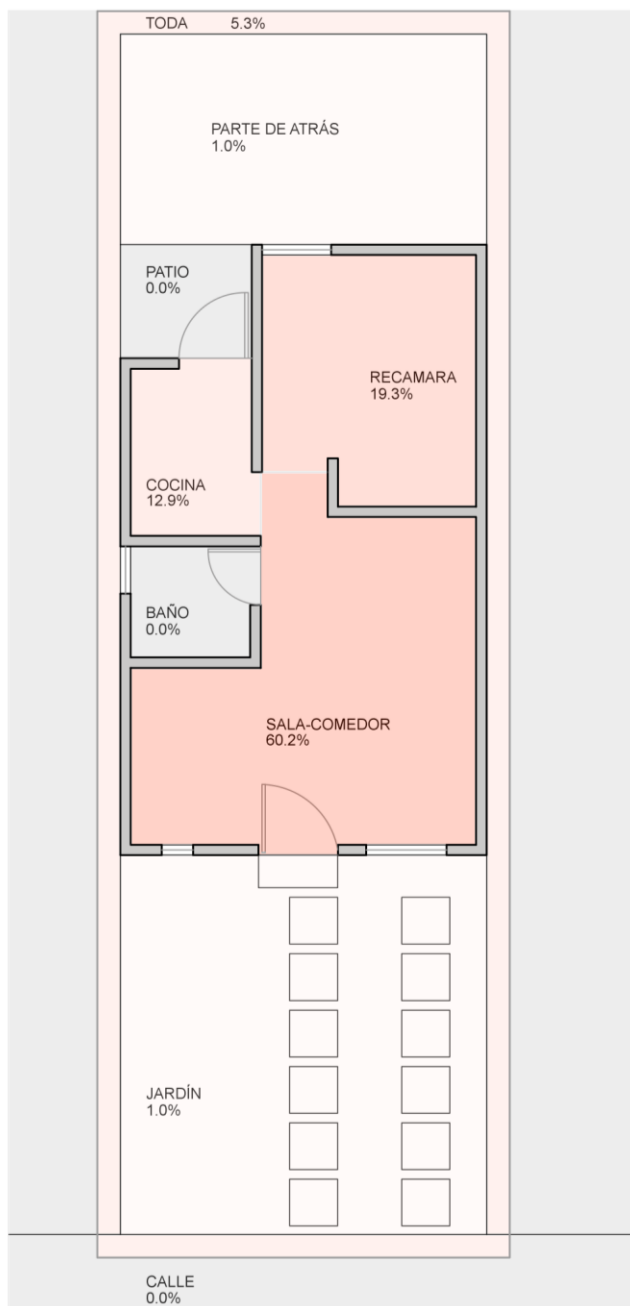 TODA 5.3%
PARTE DE ATRÁS
1.0%
PATIO
0.0%
RECAMARA
19.3%
COCINA
12.9%
BAÑO
0.0%
SALA-COMEDOR
60.2%
JARDÍN
1.0%
CALLE
0.0%